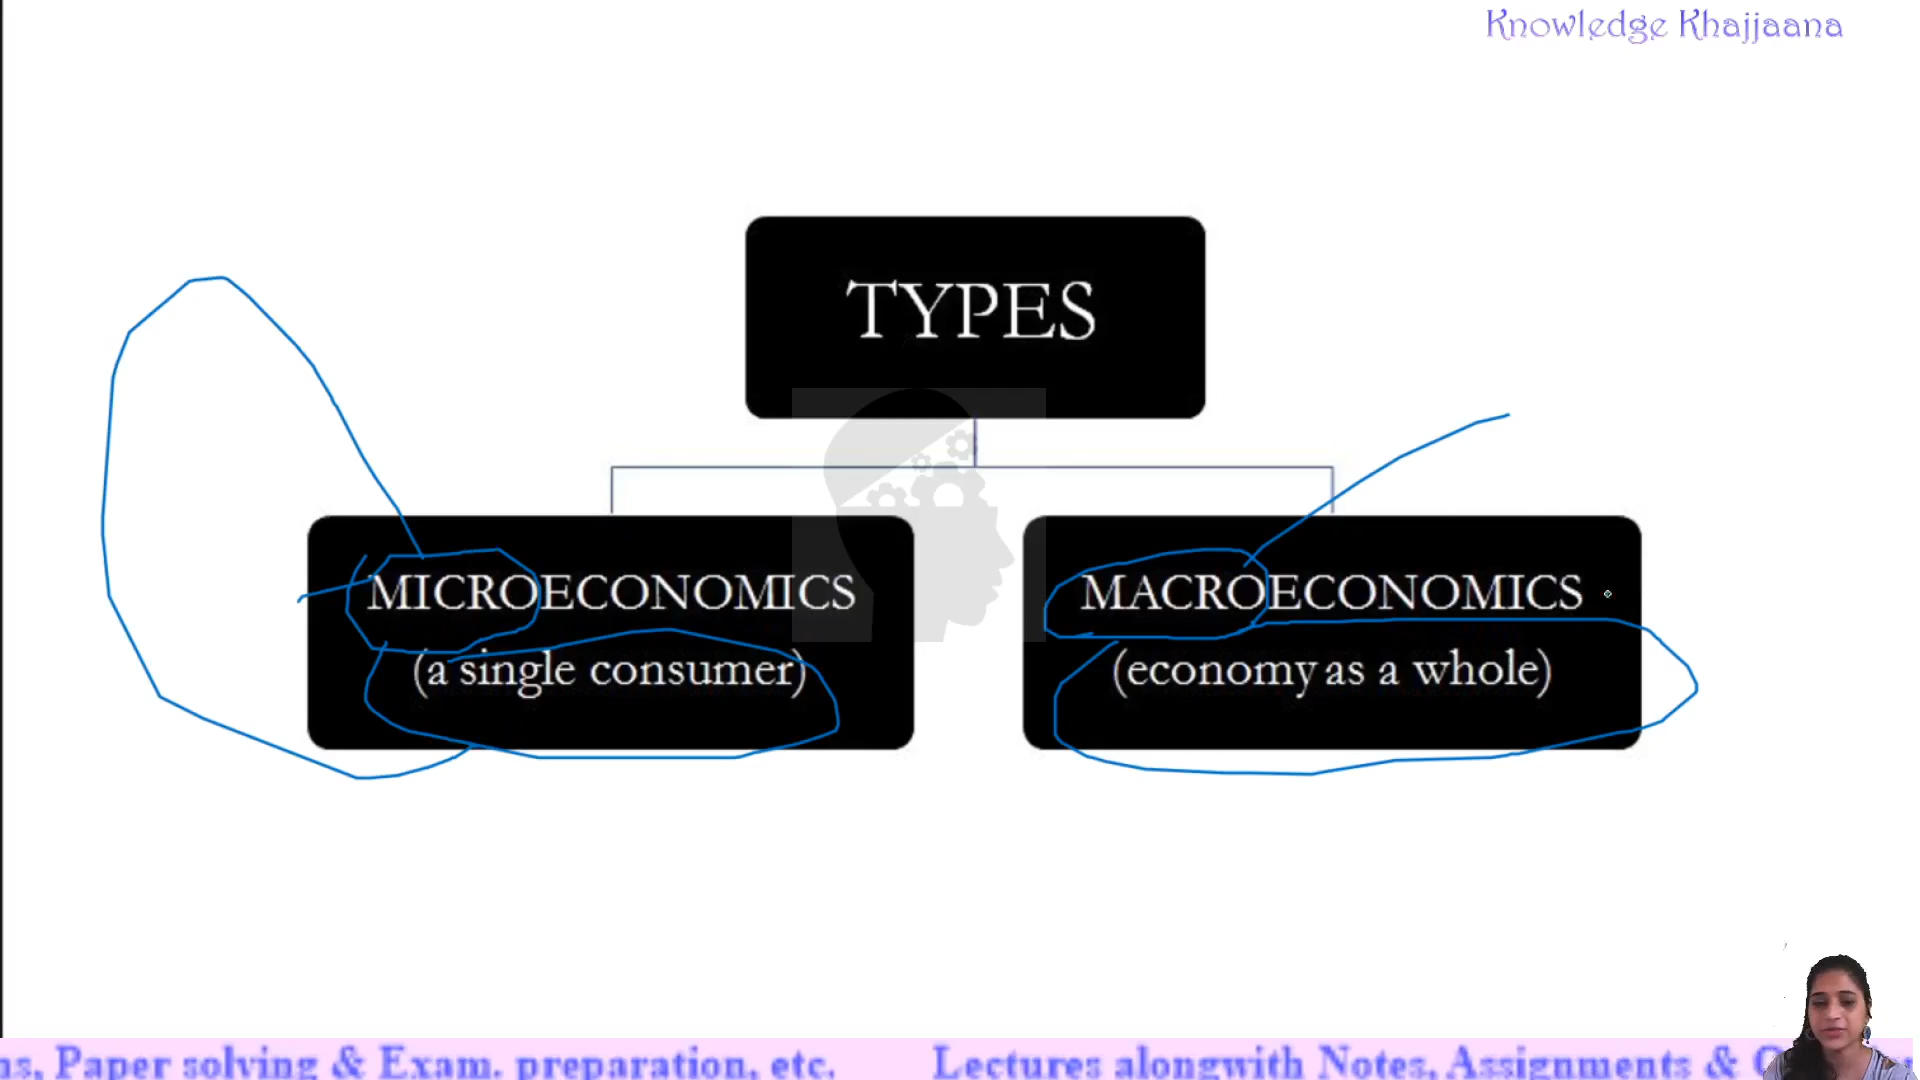 Knowledge Khajjaana
TYPES
MICROECONOMICS
(a single consumer)
MACROECONOMICS
(economy as a whole)
Paper solving & Exam. preparation, etc.
Lectures alongwith Notes, Assignments &